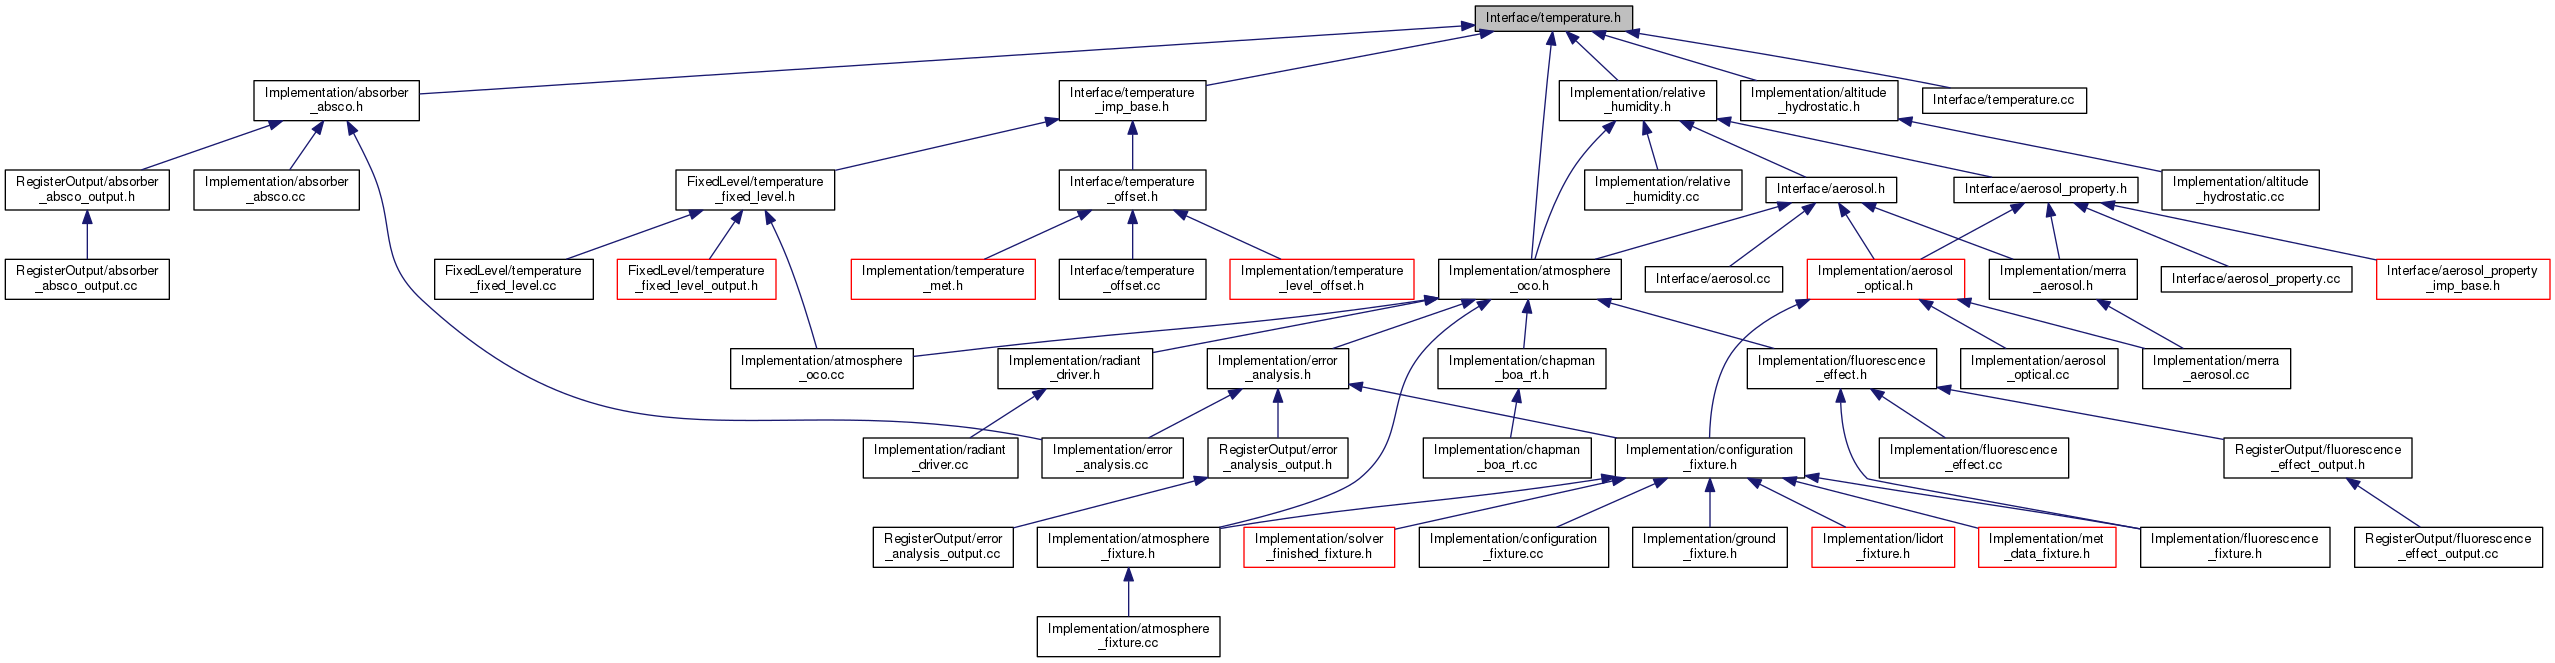 Interface/temperature.h
Implementation/absorber
_absco.h
Interface/temperature
_imp_base.h
Implementation/relative
_humidity.h
Implementation/altitude
_hydrostatic.h
Interface/temperature.cc
RegisterOutput/absorber
_absco_output.h
Implementation/absorber
_absco.cc
FixedLevel/temperature
_fixed_level.h
Interface/temperature
_offset.h
Implementation/relative
_humidity.cc
Interface/aerosol.h
Interface/aerosol_property.h
Implementation/altitude
_hydrostatic.cc
RegisterOutput/absorber
_absco_output.cc
FixedLevel/temperature
_fixed_level.cc
FixedLevel/temperature
_fixed_level_output.h
Implementation/temperature
_met.h
Interface/temperature
_offset.cc
Implementation/temperature
_level_offset.h
Implementation/atmosphere
_oco.h
Interface/aerosol.cc
Implementation/aerosol
_optical.h
Implementation/merra
_aerosol.h
Interface/aerosol_property.cc
Interface/aerosol_property
_imp_base.h
Implementation/atmosphere
_oco.cc
Implementation/radiant
_driver.h
Implementation/error
_analysis.h
Implementation/chapman
_boa_rt.h
Implementation/fluorescence
_effect.h
Implementation/aerosol
_optical.cc
Implementation/merra
_aerosol.cc
Implementation/radiant
_driver.cc
Implementation/error
_analysis.cc
RegisterOutput/error
_analysis_output.h
Implementation/chapman
_boa_rt.cc
Implementation/configuration
_fixture.h
Implementation/fluorescence
_effect.cc
RegisterOutput/fluorescence
_effect_output.h
RegisterOutput/error
_analysis_output.cc
Implementation/atmosphere
_fixture.h
Implementation/solver
_finished_fixture.h
Implementation/configuration
_fixture.cc
Implementation/ground
_fixture.h
Implementation/lidort
_fixture.h
Implementation/met
_data_fixture.h
Implementation/fluorescence
_fixture.h
RegisterOutput/fluorescence
_effect_output.cc
Implementation/atmosphere
_fixture.cc